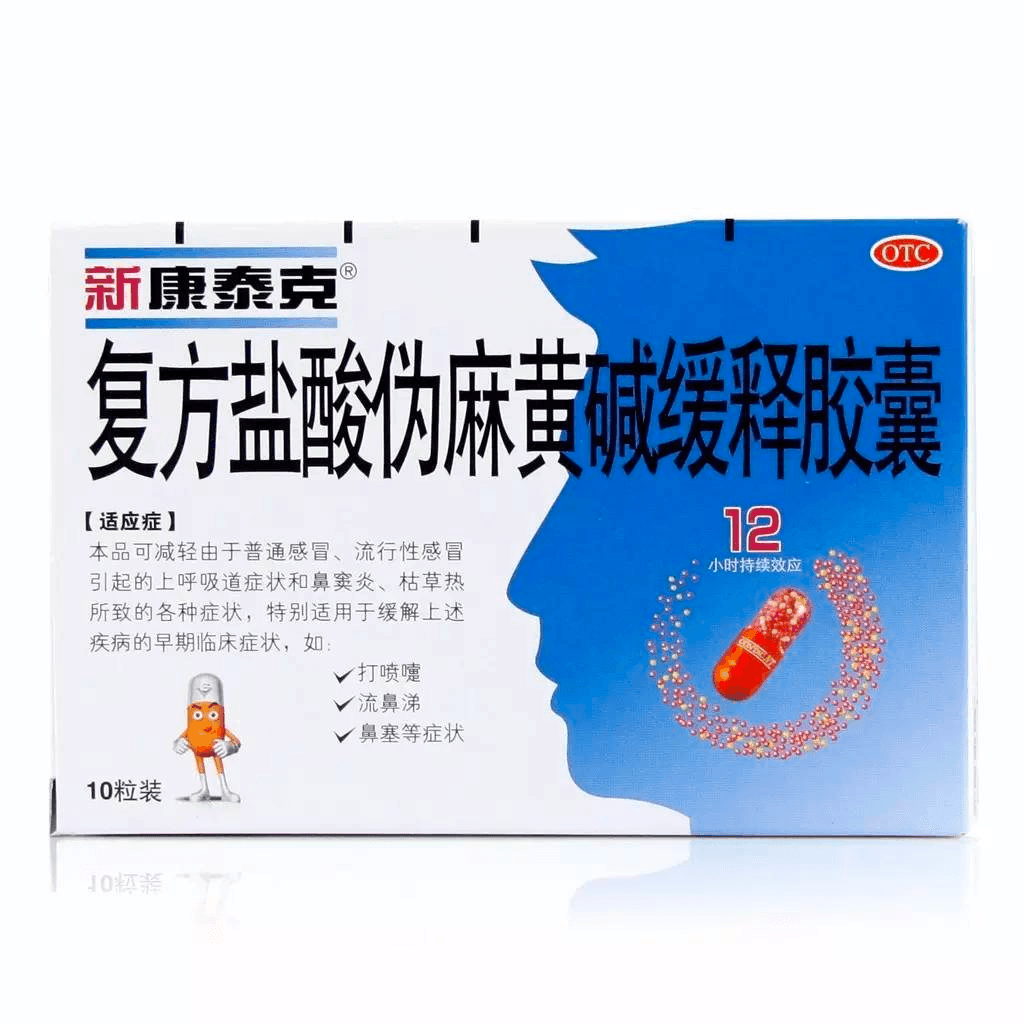 新康泰克®
OTC
复方盐酸伪麻黄碱缓释胶囊
【适应症】
本品可减轻由于普通感冒、流行性感冒
引起的上呼吸道症状和鼻窦炎、枯草热
所致的各种症状，特别适用于缓解上述
疾病的早期临床症状，如：
打喷嚏
流鼻涕
鼻塞等症状
10粒装
12
小时持续效应
CONTAC NT